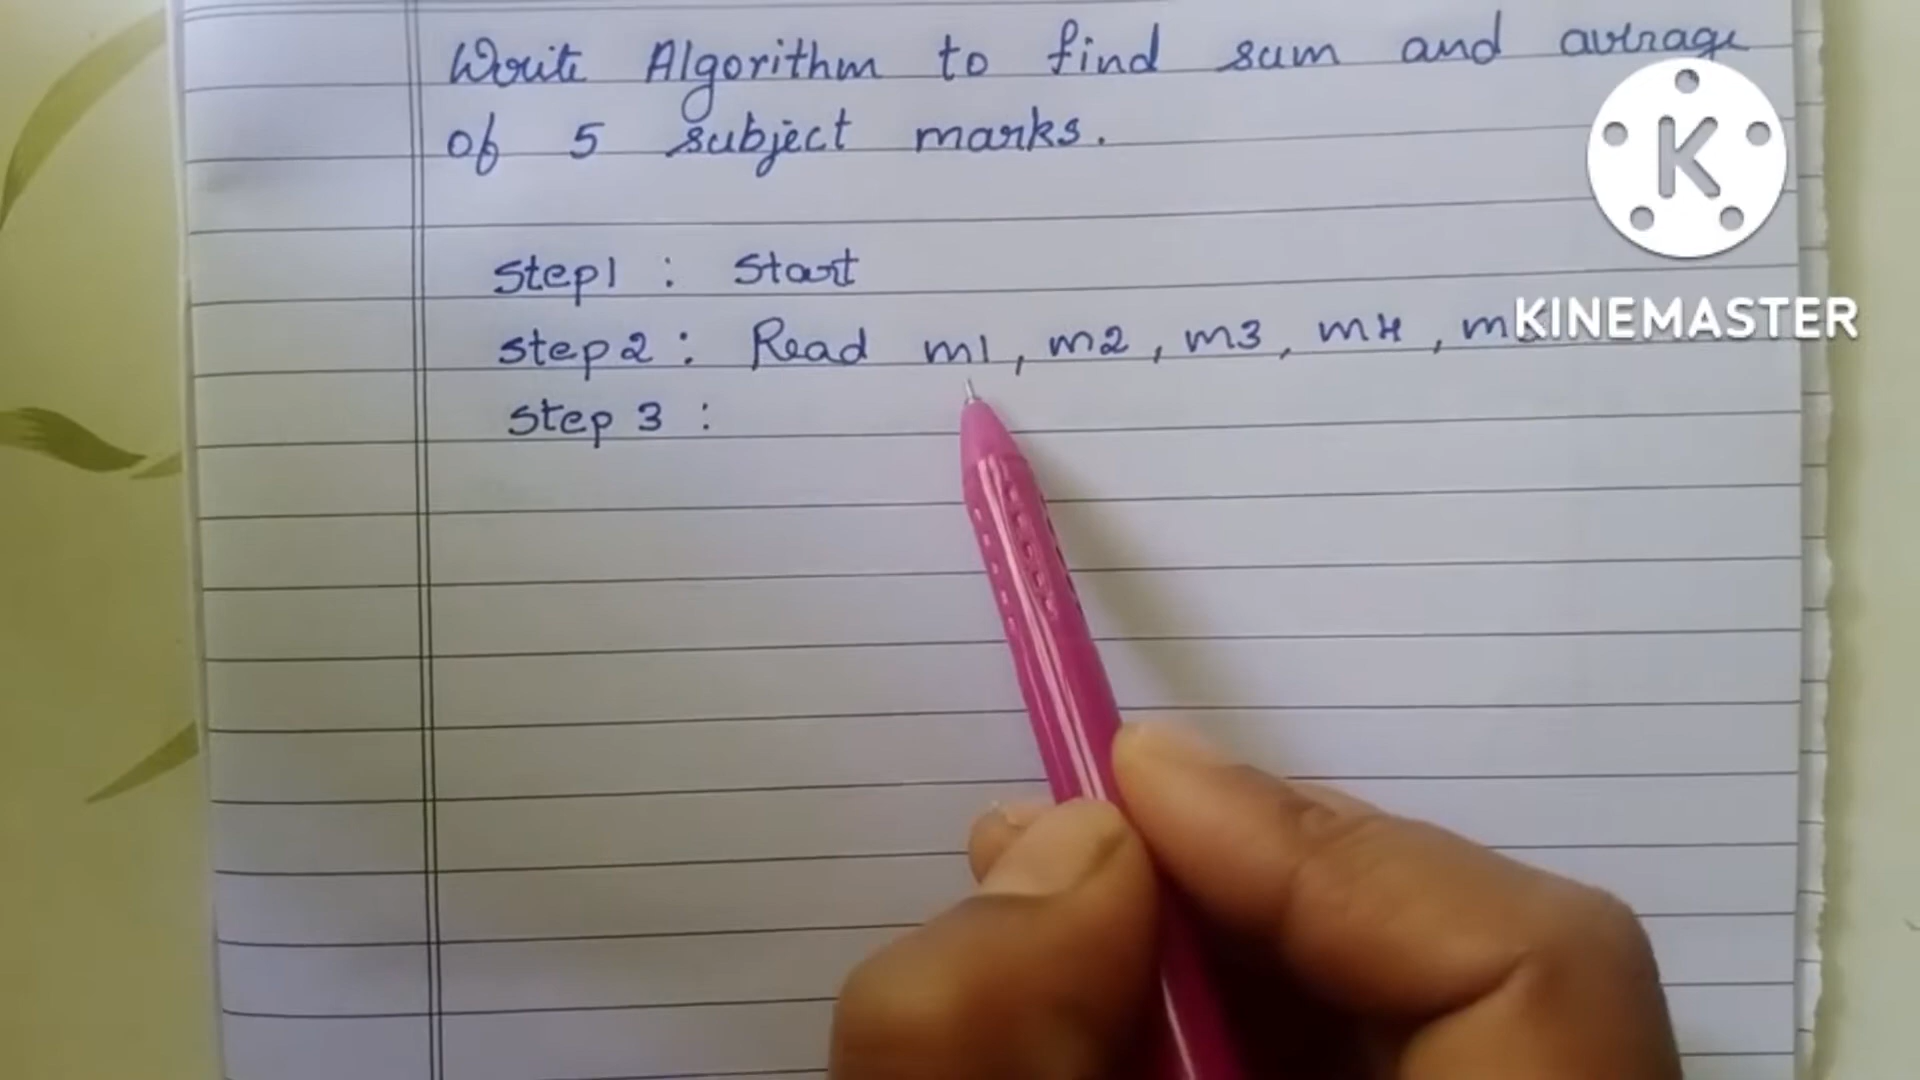 Write Algorithm to find sum and average
of 5 subject marks.
Step1 : Start
Step2 : Read m1, m2, m3, m4,
Step 3 :
K
KINEMASTER